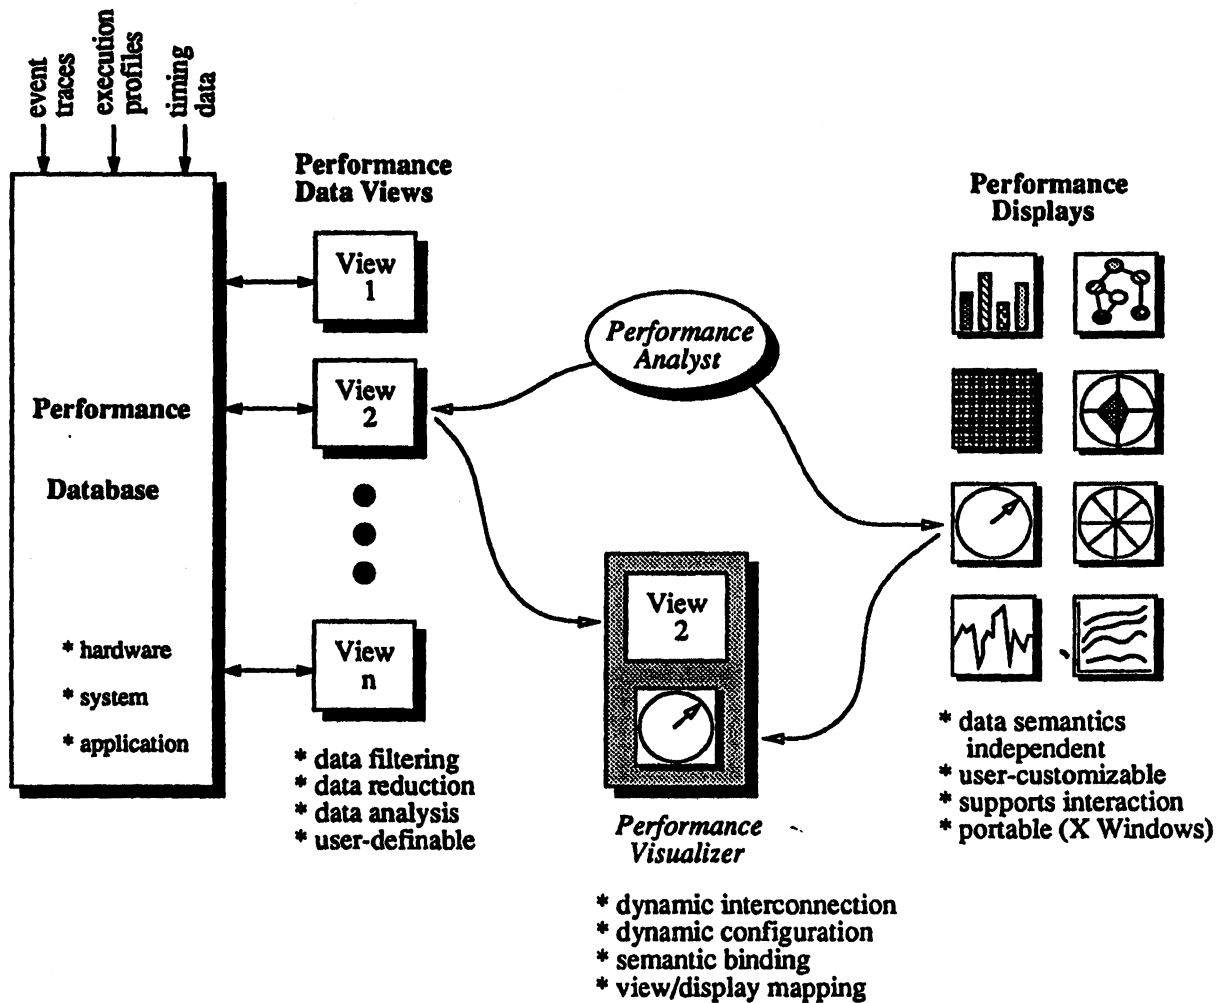 event
traces
execution
profiles
timing
data
Performance
Data Views
Performance
Displays
View
1
Performance
Analyst
View
2
Performance
Database
View
2
* hardware
* system
* application
View
n
* data filtering
* data reduction
* data analysis
* user-definable
* data semantics
independent
* user-customizable
* supports interaction
* portable (X Windows)
Performance
Visualizer
* dynamic interconnection
* dynamic configuration
* semantic binding
* view/display mapping